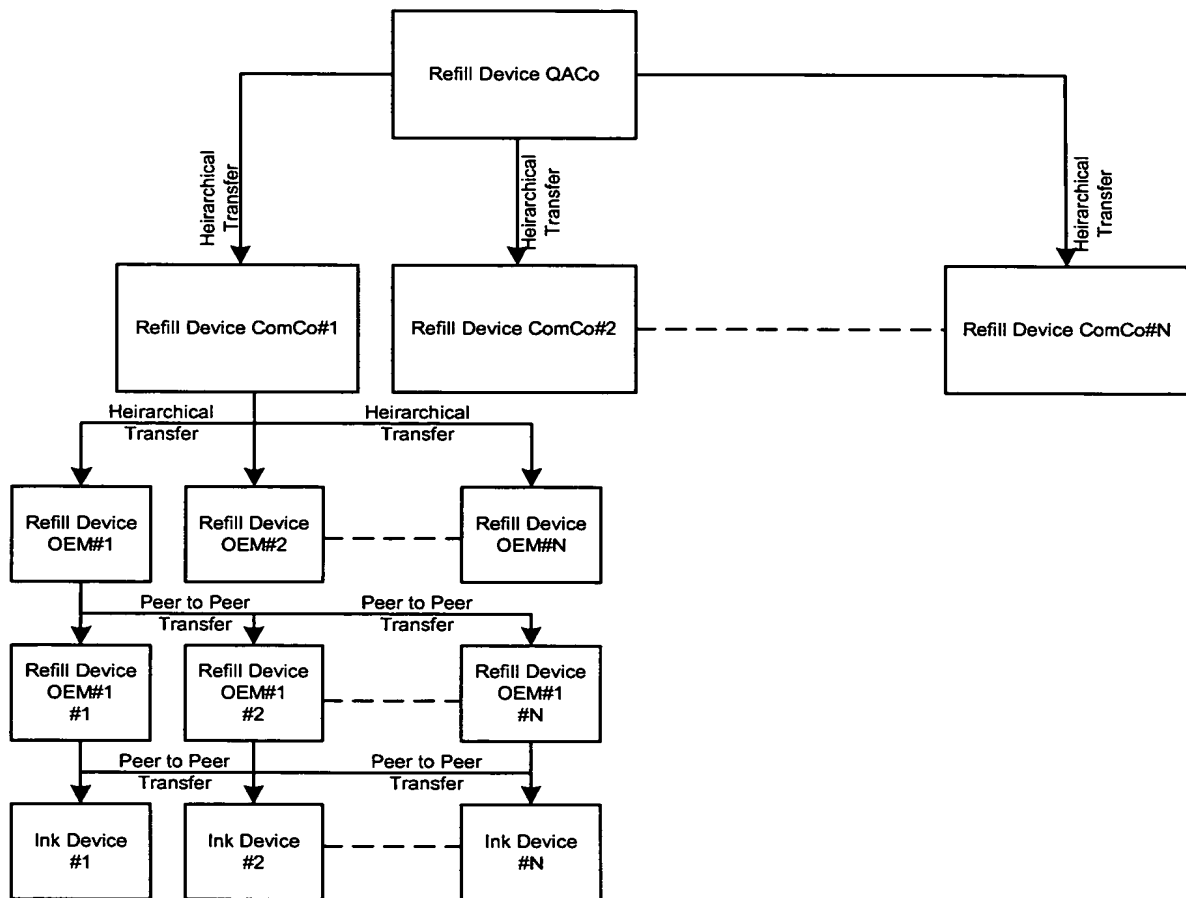 Refill Device QACo
Heirarchical
Transfer
Heirarchical
Transfer
Heirarchical
Transfer
Refill Device ComCo#1
Refill Device ComCo#2
Refill Device ComCo#N
Heirarchical
Transfer
Heirarchical
Transfer
Refill Device
OEM#1
Refill Device
OEM#2
Refill Device
OEM#N
Peer to Peer
Transfer
Peer to Peer
Transfer
Refill Device
OEM#1
#1
Refill Device
OEM#1
#2
Refill Device
OEM#1
#N
Peer to Peer
Transfer
Peer to Peer
Transfer
Ink Device
#1
Ink Device
#2
Ink Device
#N